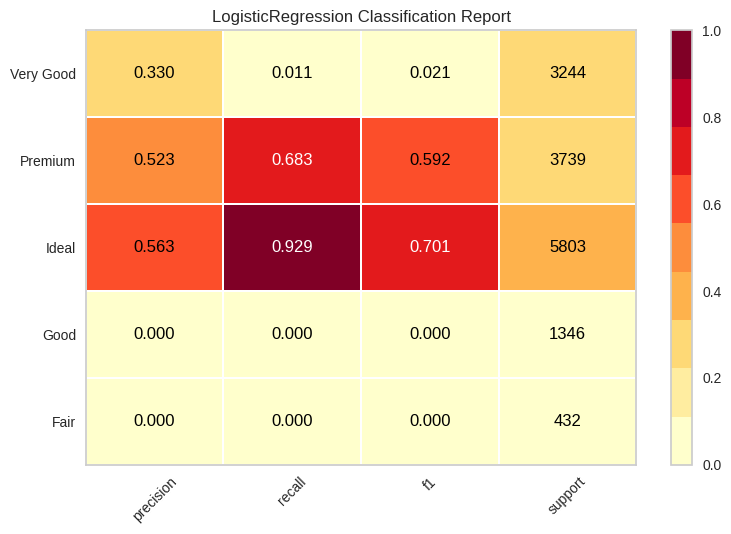 LogisticRegression Classification Report
Very Good 0.330 0.011 0.021 3244
Premium 0.523 0.683 0.592 3739
Ideal 0.563 0.929 0.701 5803
Good 0.000 0.000 0.000 1346
Fair 0.000 0.000 0.000 432
precision recall f1 support
1.0
0.8
0.6
0.4
0.2
0.0